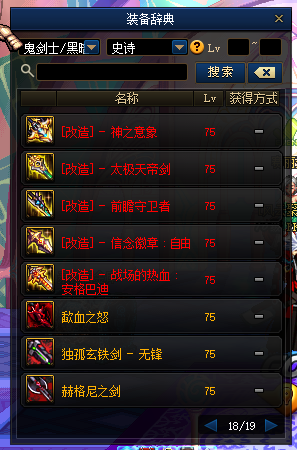 装备辞典
鬼剑士/黑暗 史诗 Lv ~
搜索
名称 Lv 获得方式
[改造] - 神之意象 75 -
[改造] - 太极天帝剑 75 -
[改造] - 前瞻守卫者 75 -
[改造] - 信念徽章：自由 75 -
[改造] - 战场的热血： 75 -
安格巴迪
歃血之怒 75 -
独孤玄铁剑 - 无锋 75 -
赫格尼之剑 75 -
18/19